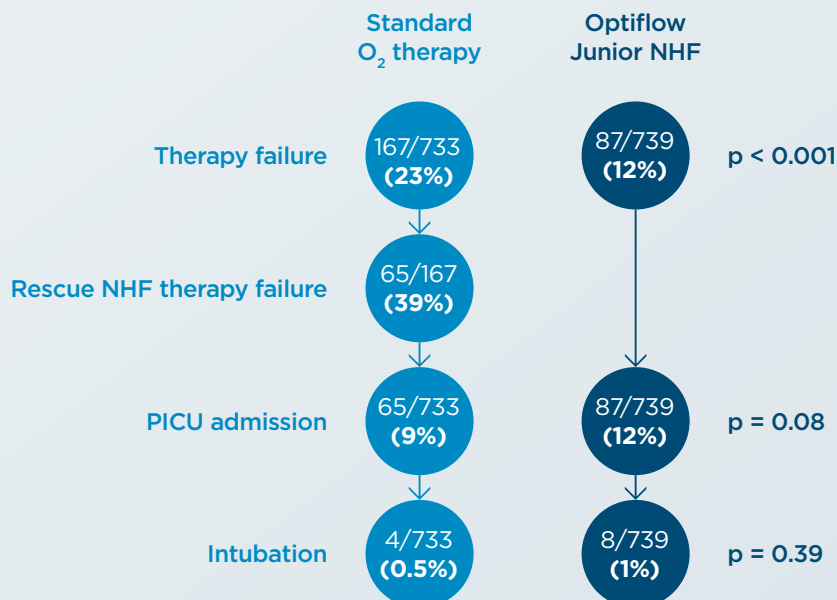 Standard
O₂ therapy
Optiflow
Junior NHF
Therapy failure
167/733
(23%)
87/739
(12%)
p < 0.001
Rescue NHF therapy failure
65/167
(39%)
PICU admission
65/733
(9%)
87/739
(12%)
p = 0.08
Intubation
4/733
(0.5%)
8/739
(1%)
p = 0.39